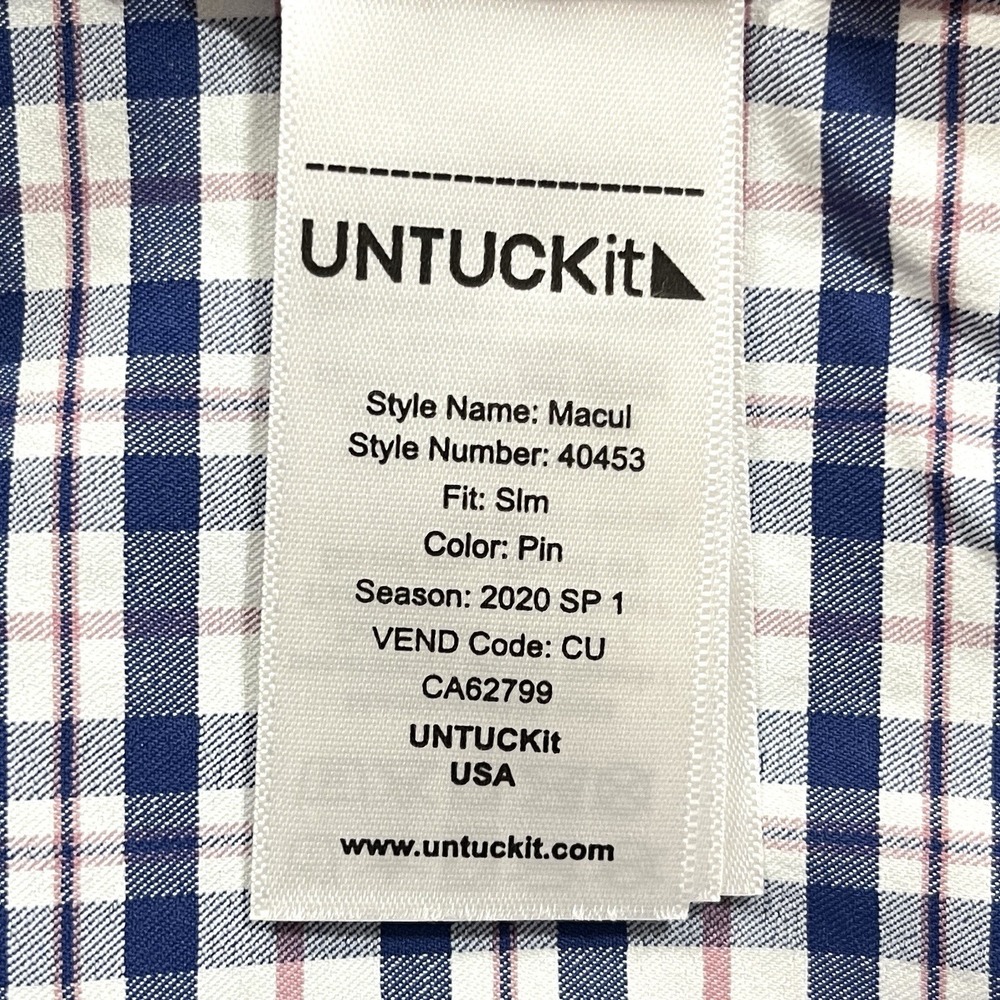 UNTUCKit
Style Name: Macul
Style Number: 40453
Fit: Slm
Color: Pin
Season: 2020 SP 1
VEND Code: CU
CA62799
UNTUCKit
USA
www.untuckit.com